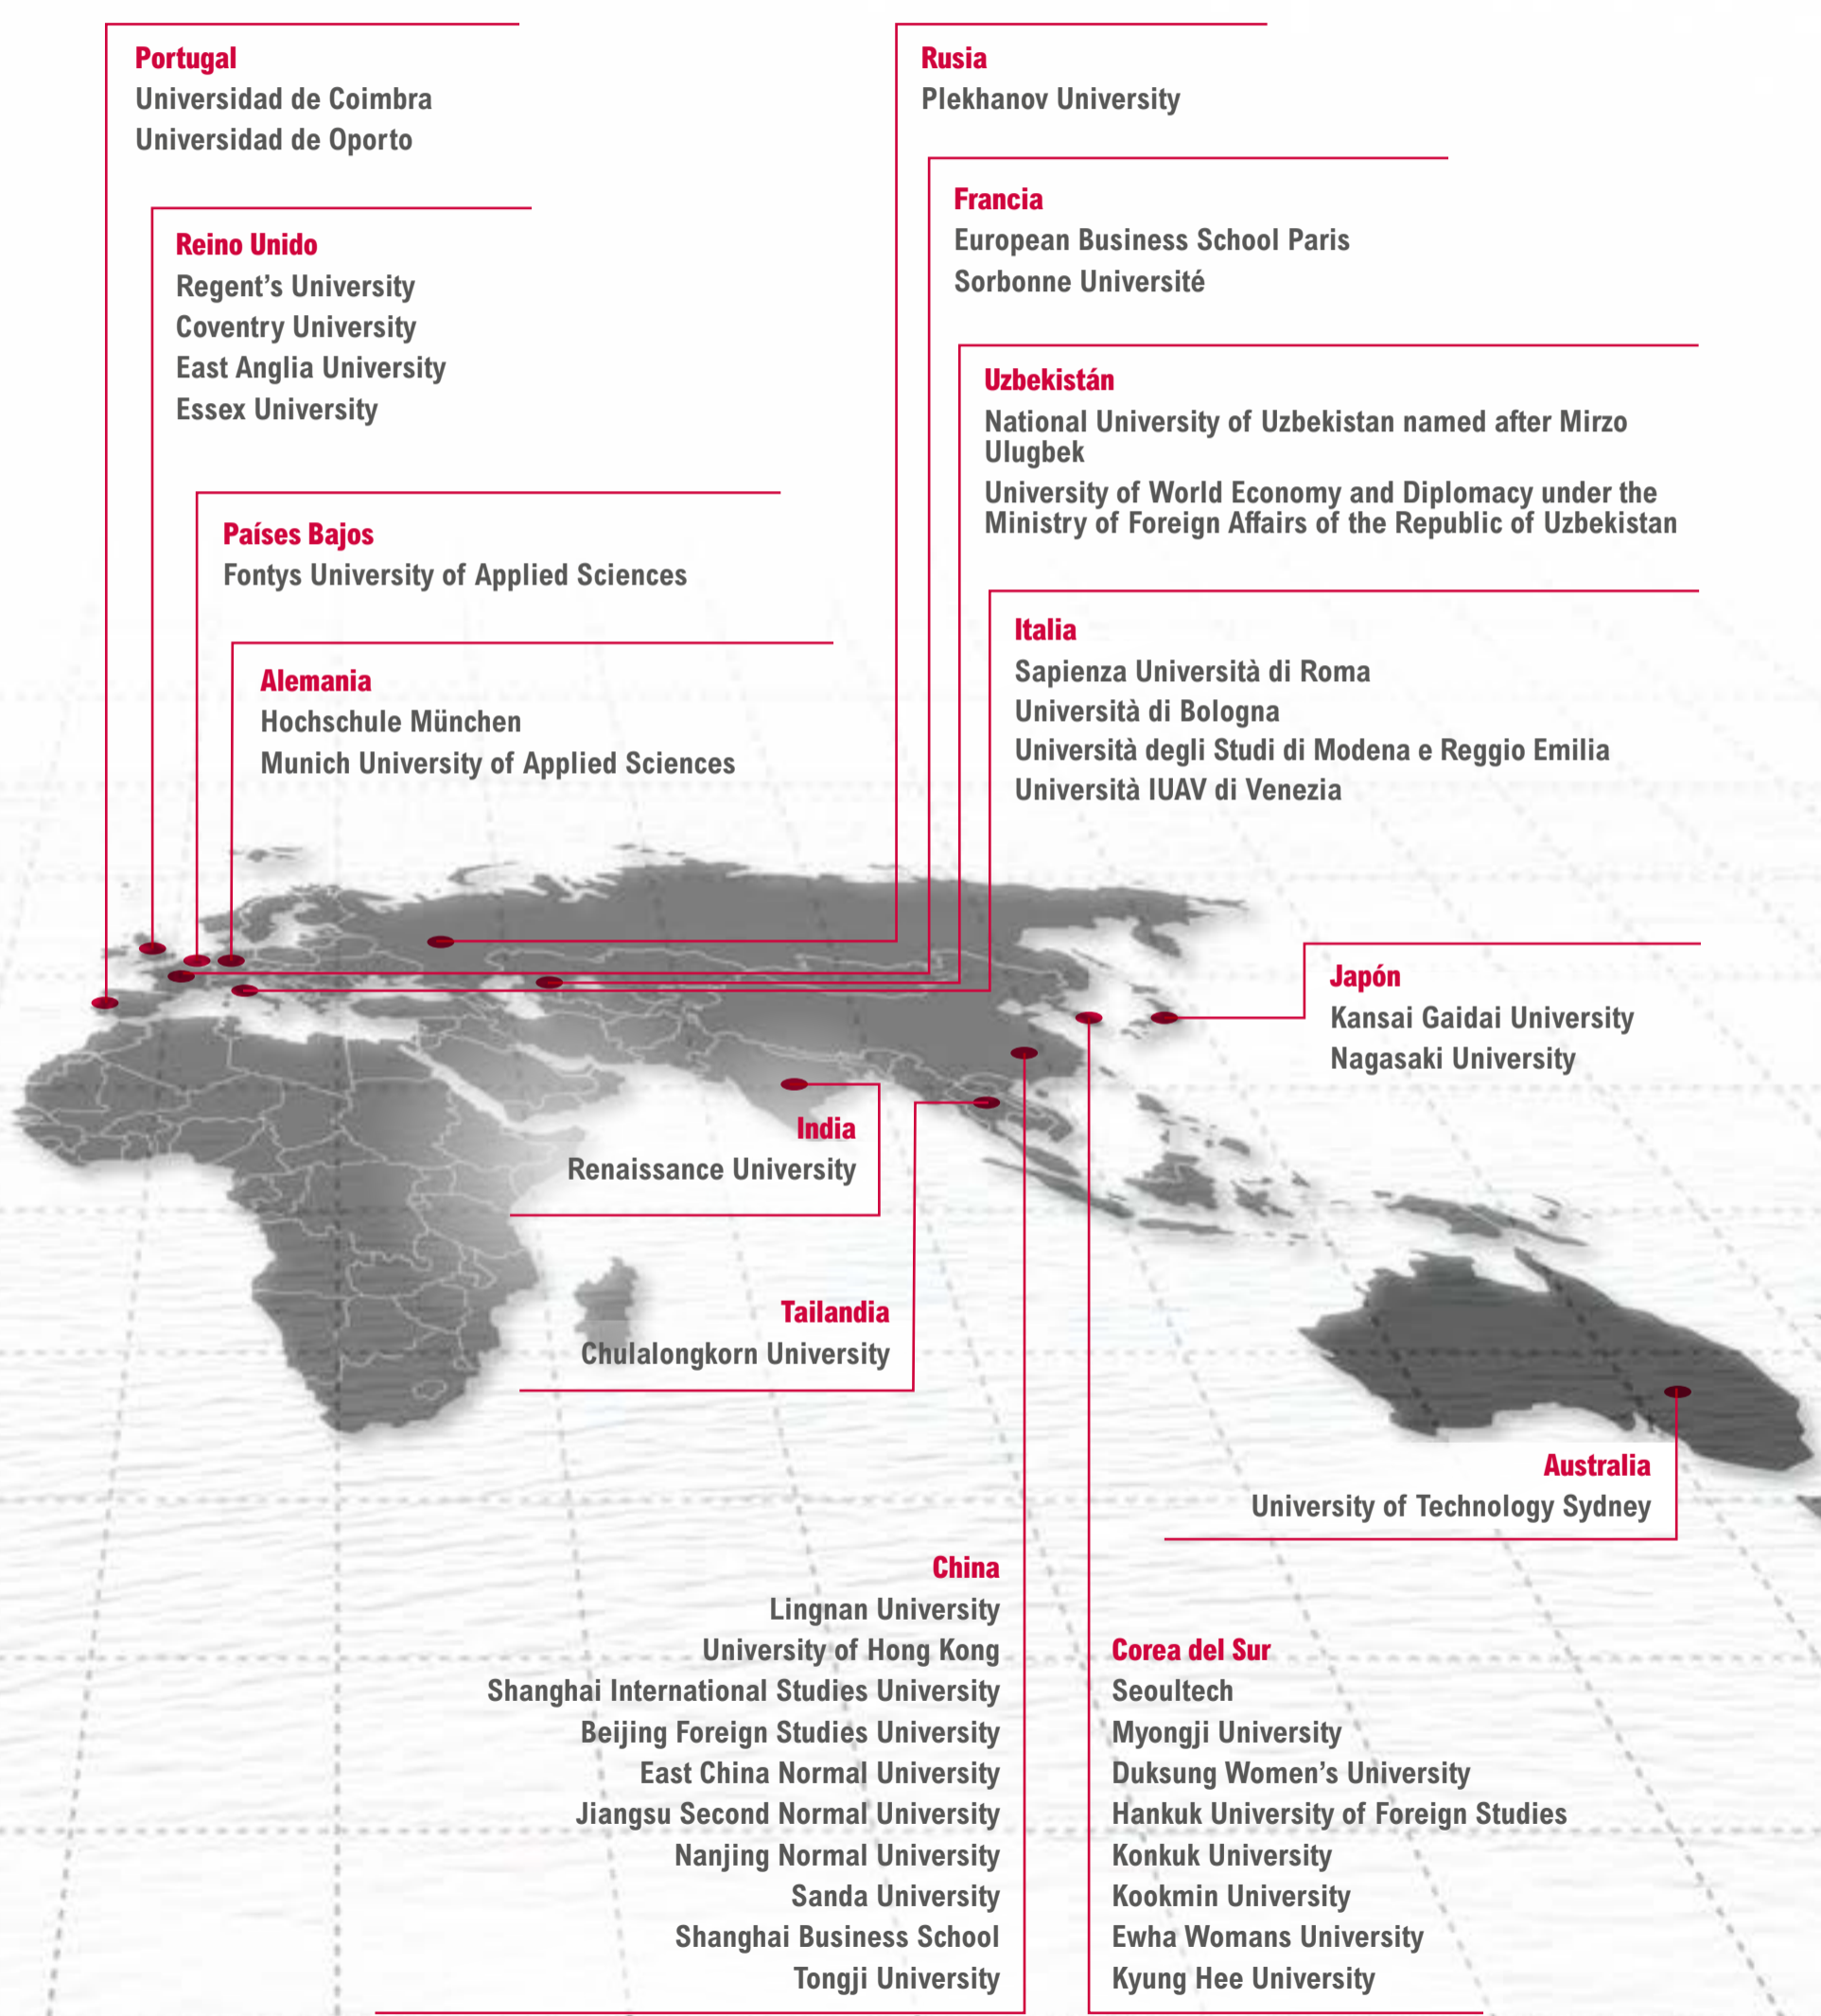 Portugal
Universidad de Coimbra
Universidad de Oporto
Reino Unido
Regent’s University
Coventry University
East Anglia University
Essex University
Países Bajos
Fontys University of Applied Sciences
Alemania
Hochschule München
Munich University of Applied Sciences
Rusia
Plekhanov University
Francia
European Business School Paris
Sorbonne Université
Uzbekistán
National University of Uzbekistan named after Mirzo
Ulugbek
University of World Economy and Diplomacy under the
Ministry of Foreign Affairs of the Republic of Uzbekistan
Italia
Sapienza Università di Roma
Università di Bologna
Università degli Studi di Modena e Reggio Emilia
Università IUAV di Venezia
Japón
Kansai Gaidai University
Nagasaki University
India
Renaissance University
Tailandia
Chulalongkorn University
Australia
University of Technology Sydney
China
Lingnan University
University of Hong Kong
Shanghai International Studies University
Beijing Foreign Studies University
East China Normal University
Jiangsu Second Normal University
Nanjing Normal University
Sanda University
Shanghai Business School
Tongji University
Corea del Sur
Seoultech
Myongji University
Duksung Women’s University
Hankuk University of Foreign Studies
Konkuk University
Kookmin University
Ewha Womans University
Kyung Hee University